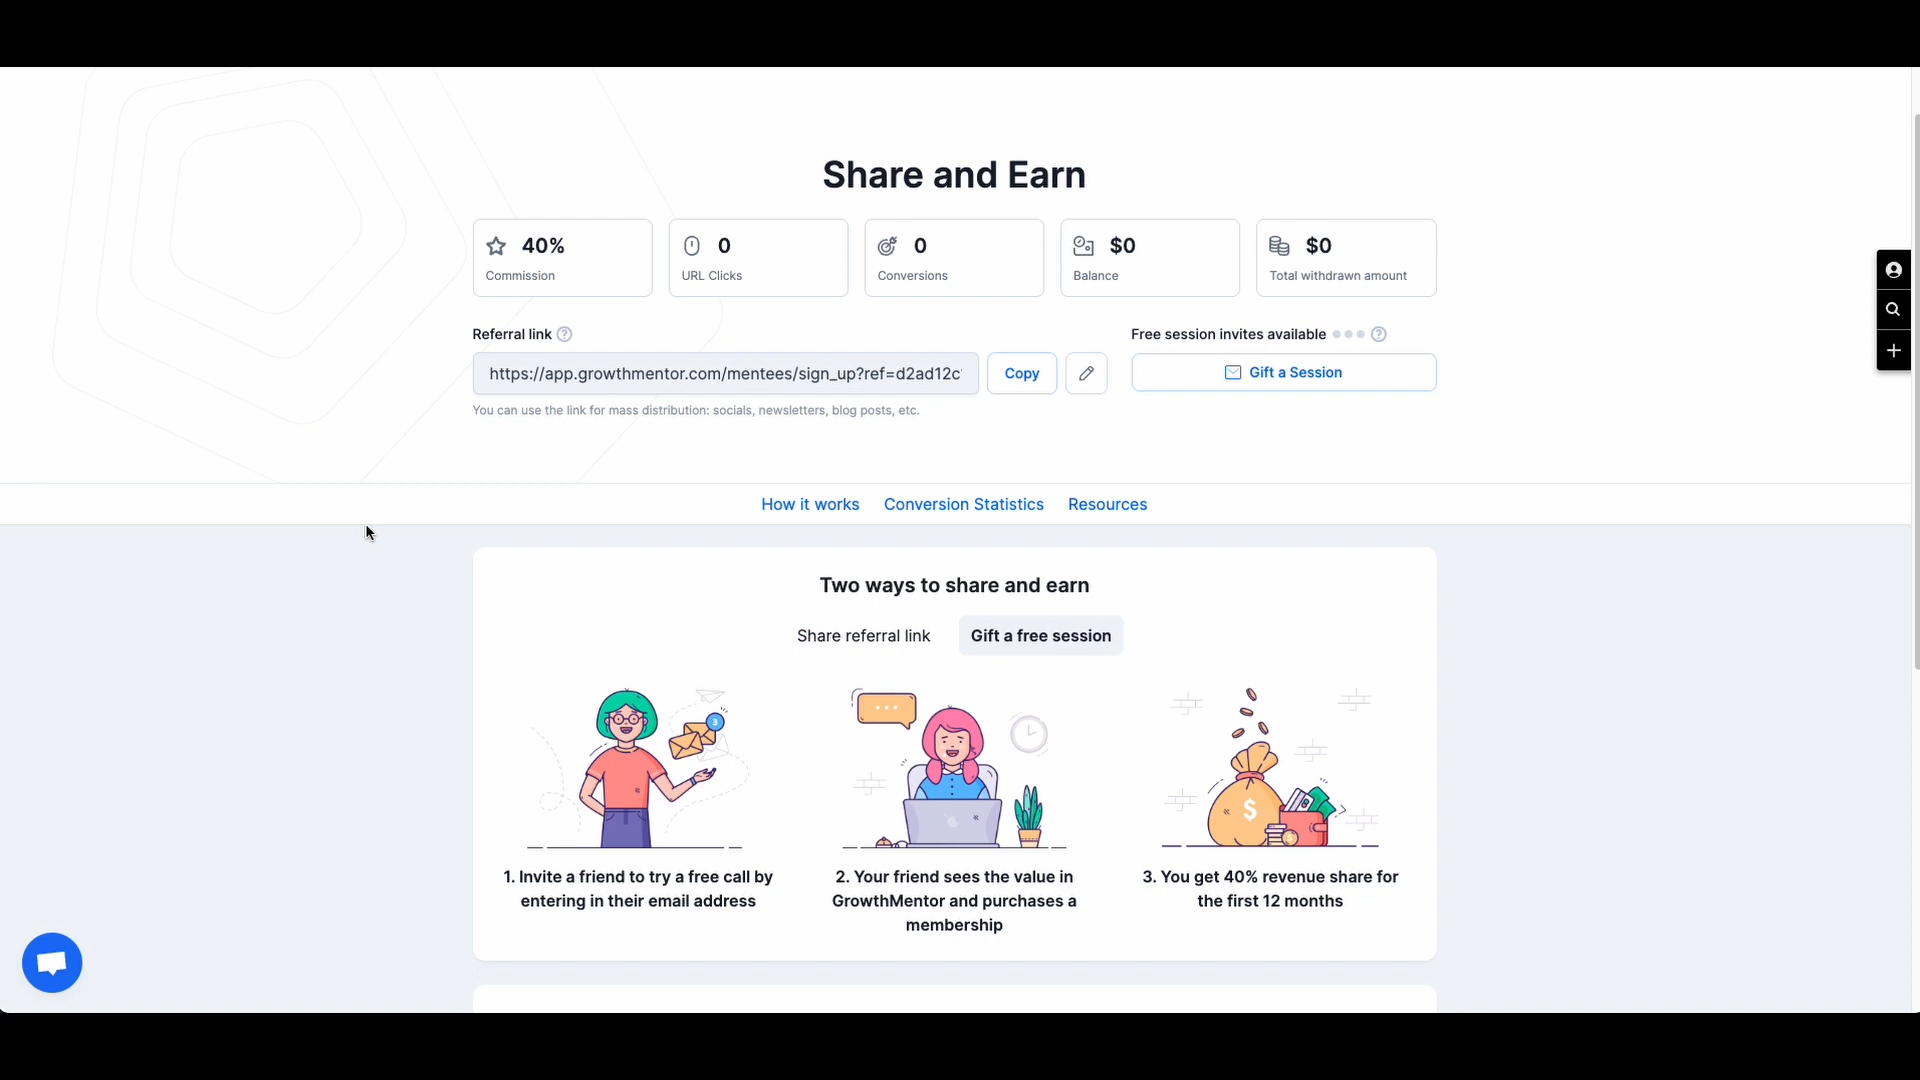 Share and Earn
40%
Commission
0
URL Clicks
0
Conversions
$0
Balance
$0
Total withdrawn amount
Referral link
Free session invites available
https://app.growthmentor.com/mentees/sign_up?ref=d2ad12c
Copy
Gift a Session
You can use the link for mass distribution: socials, newsletters, blog posts, etc.
How it works
Conversion Statistics
Resources
Two ways to share and earn
Share referral link
Gift a free session
3
$
1. Invite a friend to try a free call by
entering in their email address
2. Your friend sees the value in
GrowthMentor and purchases a
membership
3. You get 40% revenue share for
the first 12 months